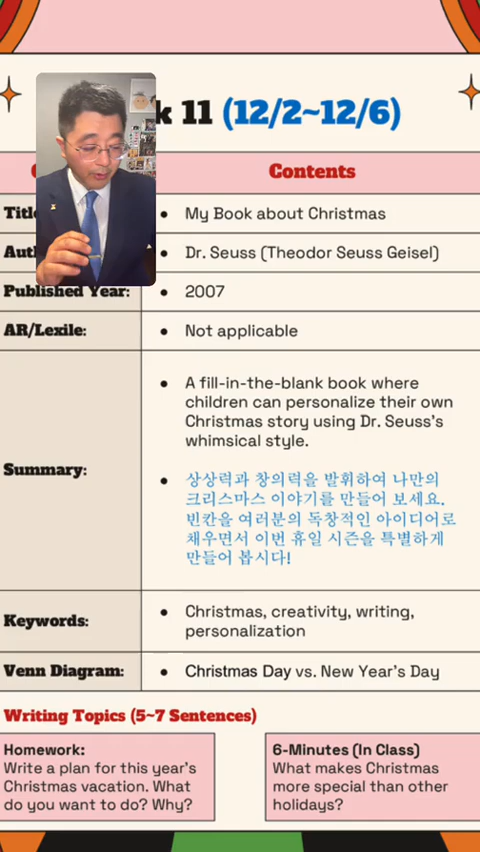 k 11 (12/2~12/6)
Contents
Title
• My Book about Christmas
Auth
• Dr. Seuss (Theodor Seuss Geisel)
Published Year:
• 2007
AR/Lexile:
• Not applicable
Summary:
• A fill-in-the-blank book where
children can personalize their own
Christmas story using Dr. Seuss's
whimsical style.
• 상상력과 창의력을 발휘하여 나만의
크리스마스 이야기를 만들어 보세요.
빈칸을 여러분의 독창적인 아이디어로
채우면서 이번 휴일 시즌을 특별하게
만들어 봅시다!
Keywords:
• Christmas, creativity, writing,
personalization
Venn Diagram:
• Christmas Day vs. New Year's Day
Writing Topics (5~7 Sentences)
Homework:
Write a plan for this year's
Christmas vacation. What
do you want to do? Why?
6-Minutes (In Class)
What makes Christmas
more special than other
holidays?